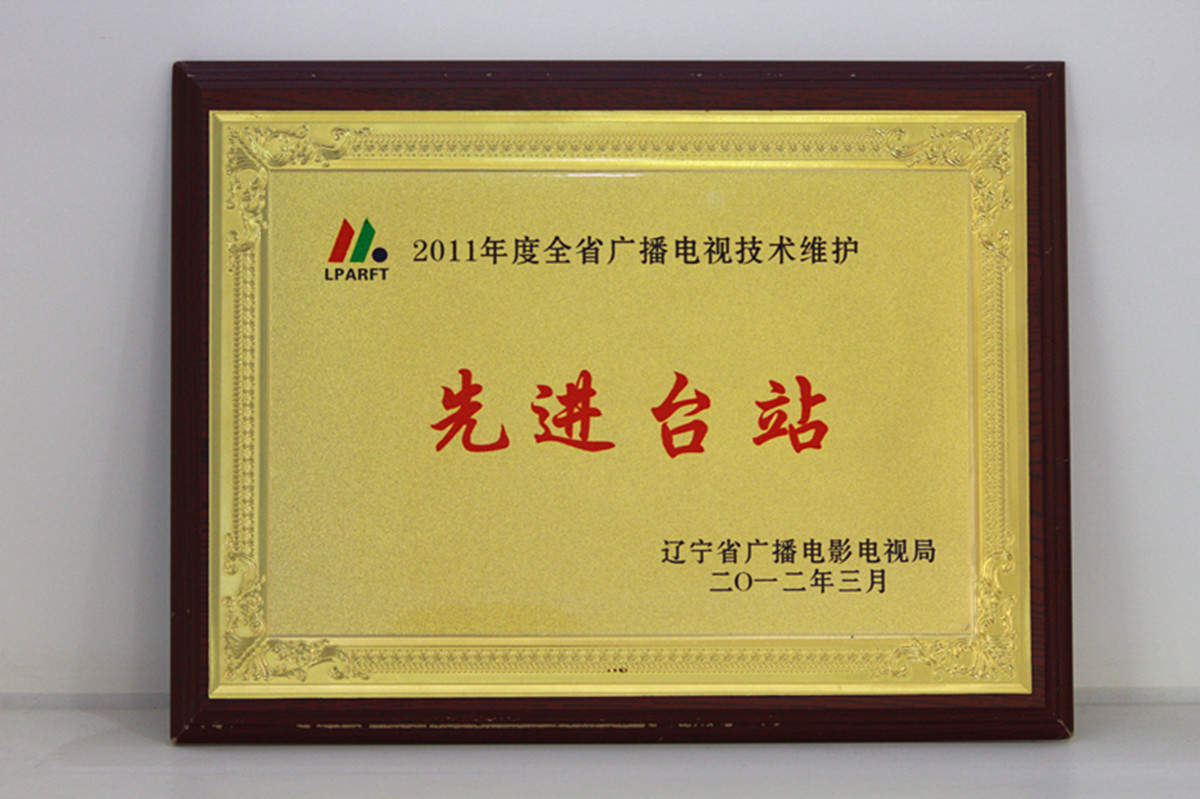 2011年度全省广播电视技术维护
LPARFT
先进台站
辽宁省广播电影电视局
二〇一二年三月